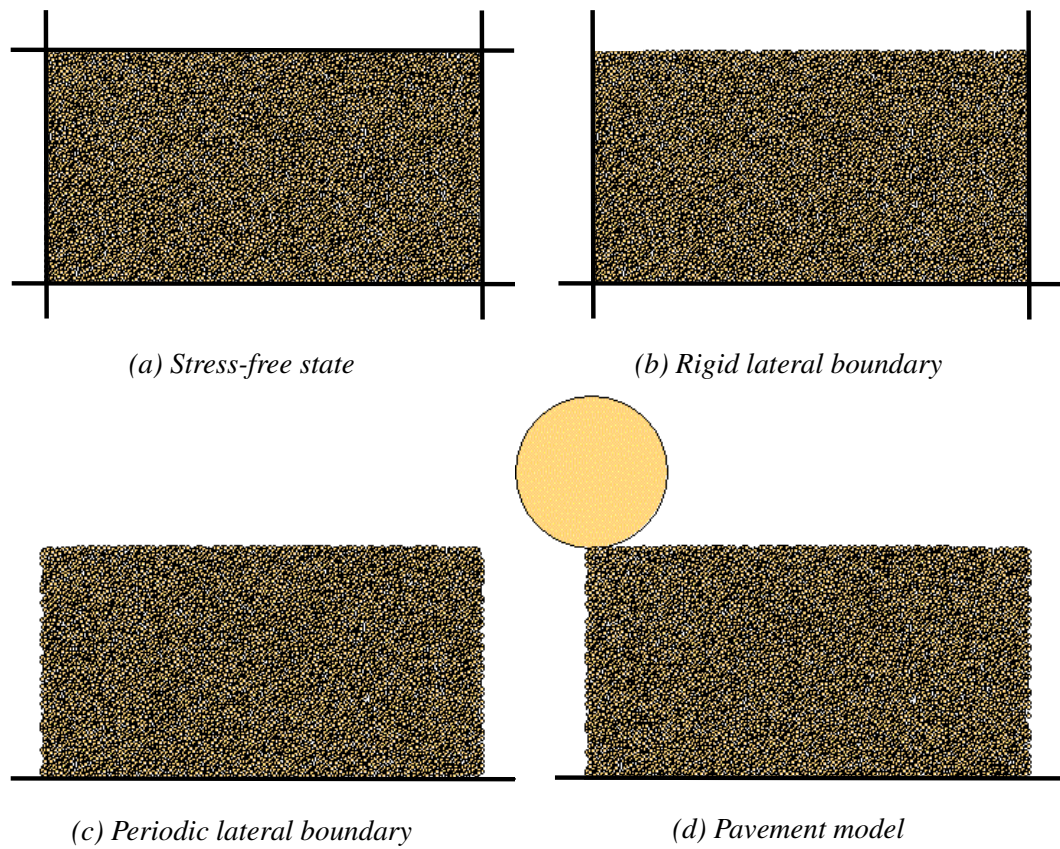 (a) Stress-free state
(b) Rigid lateral boundary
(c) Periodic lateral boundary
(d) Pavement model